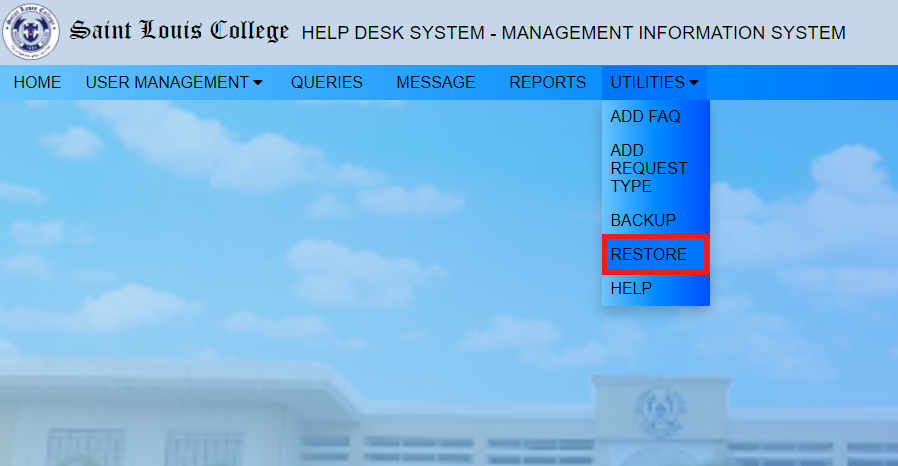 Saint Louis College HELP DESK SYSTEM - MANAGEMENT INFORMATION SYSTEM
HOME USER MANAGEMENT QUERIES MESSAGE REPORTS UTILITIES
ADD FAQ
ADD
REQUEST
TYPE
BACKUP
RESTORE
HELP